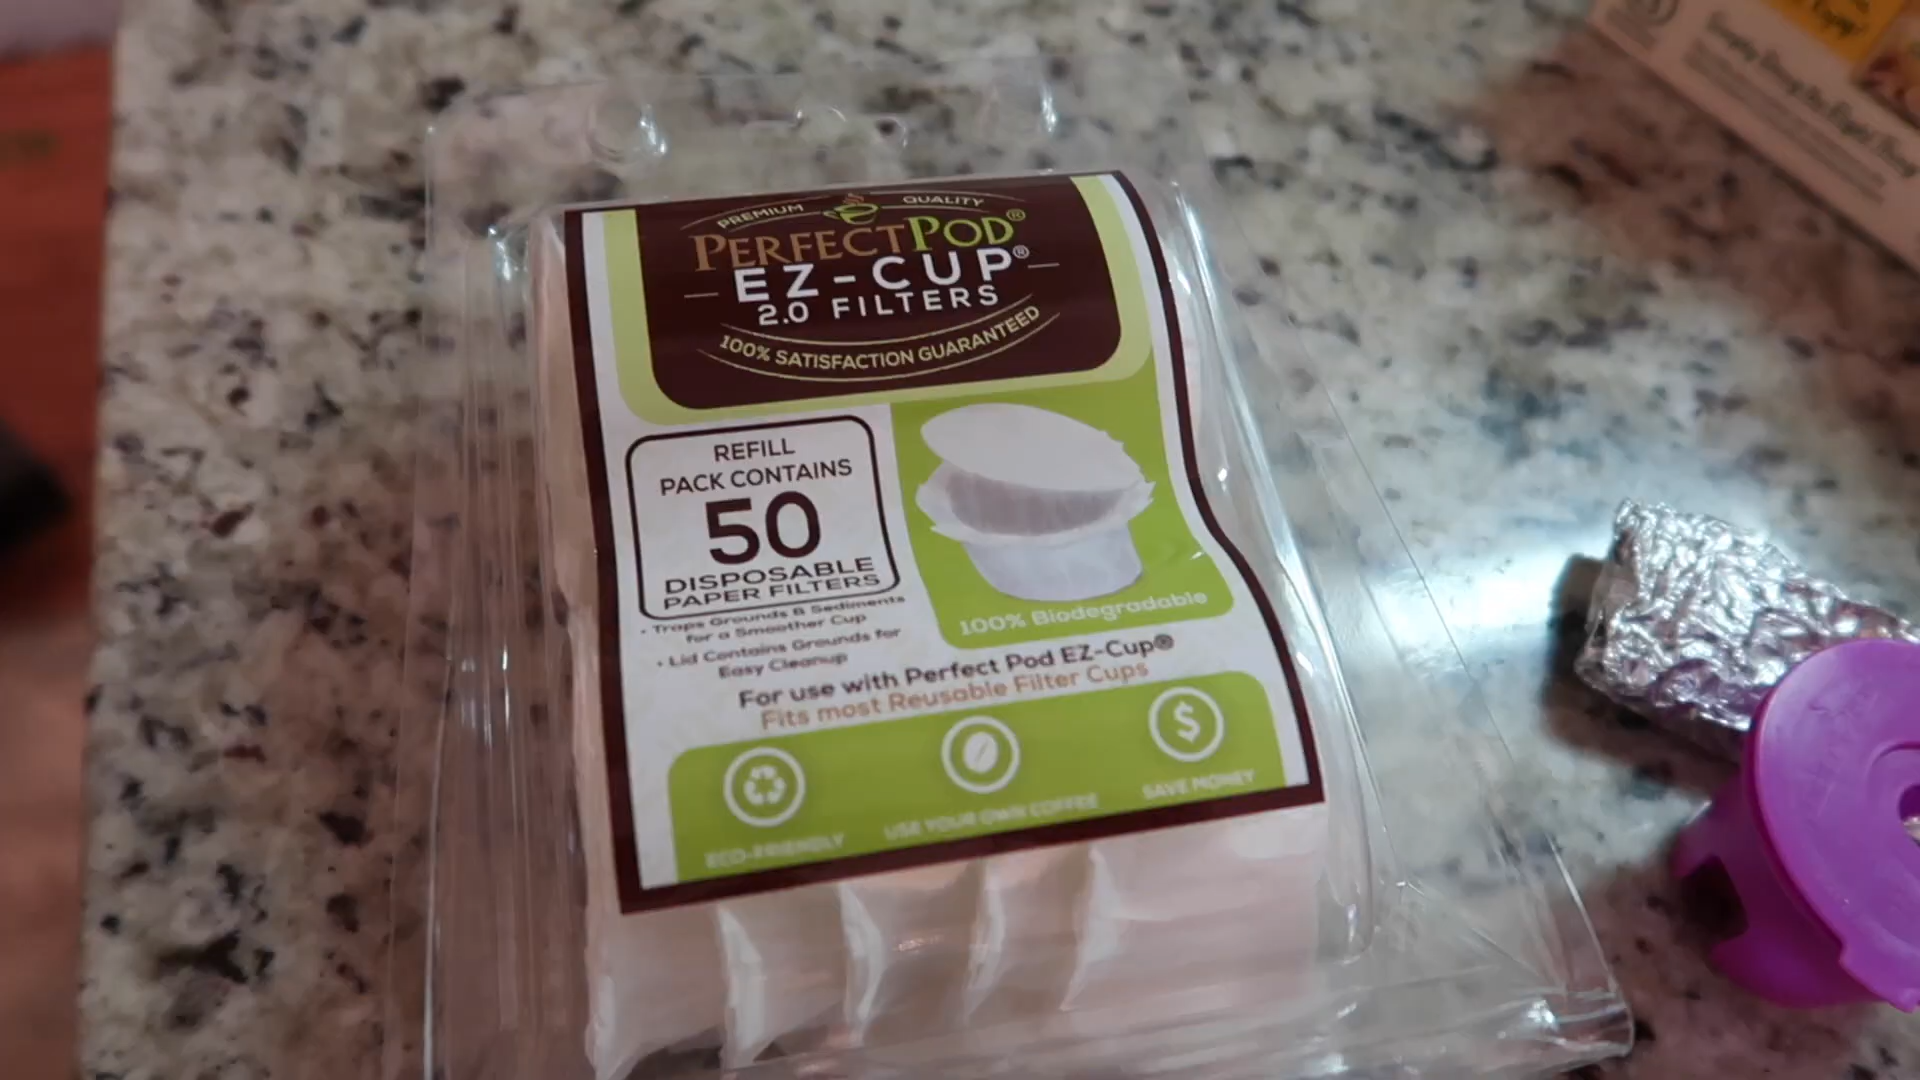 PREMIUM QUALITY
PERFECTPOD®
EZ-CUP®
2.0 FILTERS
100% SATISFACTION GUARANTEED
REFILL
PACK CONTAINS
50
DISPOSABLE
PAPER FILTERS
• Traps Grounds & Sediments
for a Smoother Cup
• Lid Contains Grounds for
Easy Cleanup
100% Biodegradable
For use with Perfect Pod EZ-Cup®
Fits most Reusable Filter Cups
ECO-FRIENDLY
USE YOUR OWN COFFEE
SAVE MONEY
$